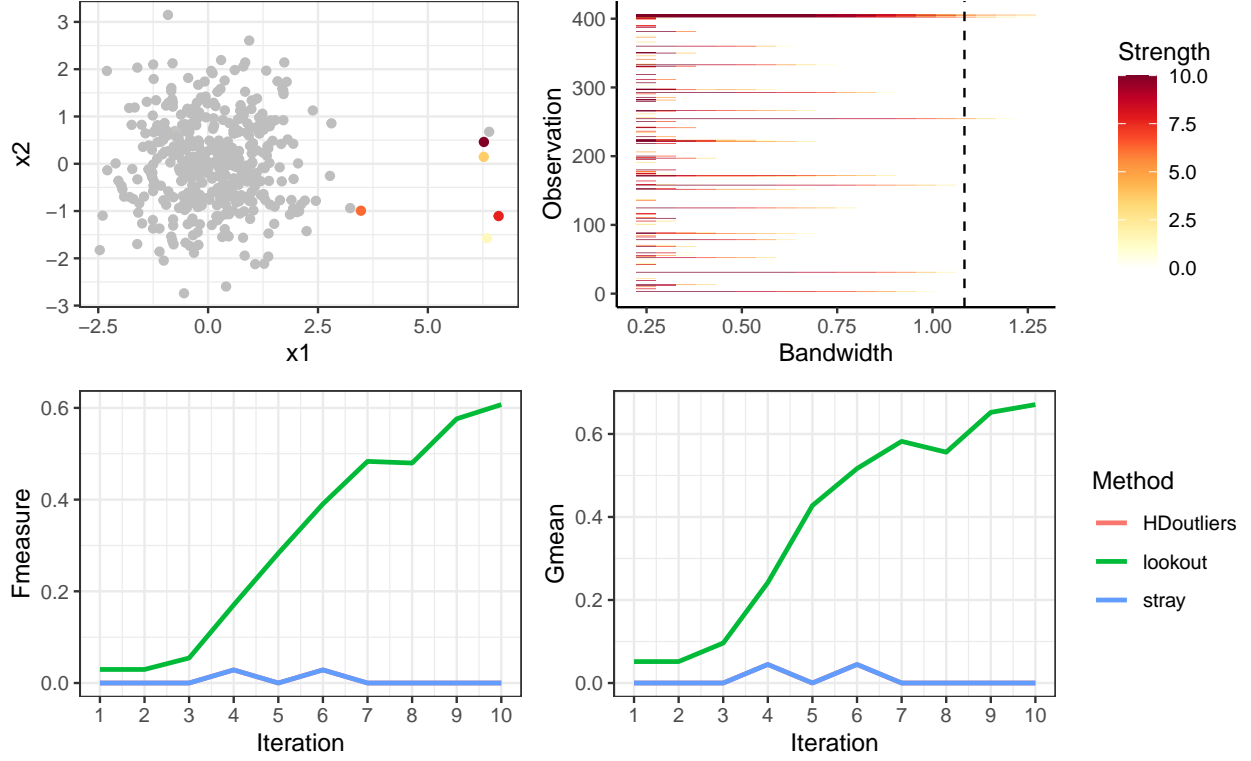 3
2
1
0
−1
−2
−3
x2
−2.5
0.0
2.5
5.0
x1
400
300
200
100
0
Observation
0.25
0.50
0.75
1.00
1.25
Bandwidth
Strength
10.0
7.5
5.0
2.5
0.0
0.6
0.4
0.2
0.0
Fmeasure
1 2 3 4 5 6 7 8 9 10
Iteration
0.6
0.4
0.2
0.0
Gmean
1 2 3 4 5 6 7 8 9 10
Iteration
Method
HDoutliers
lookout
stray